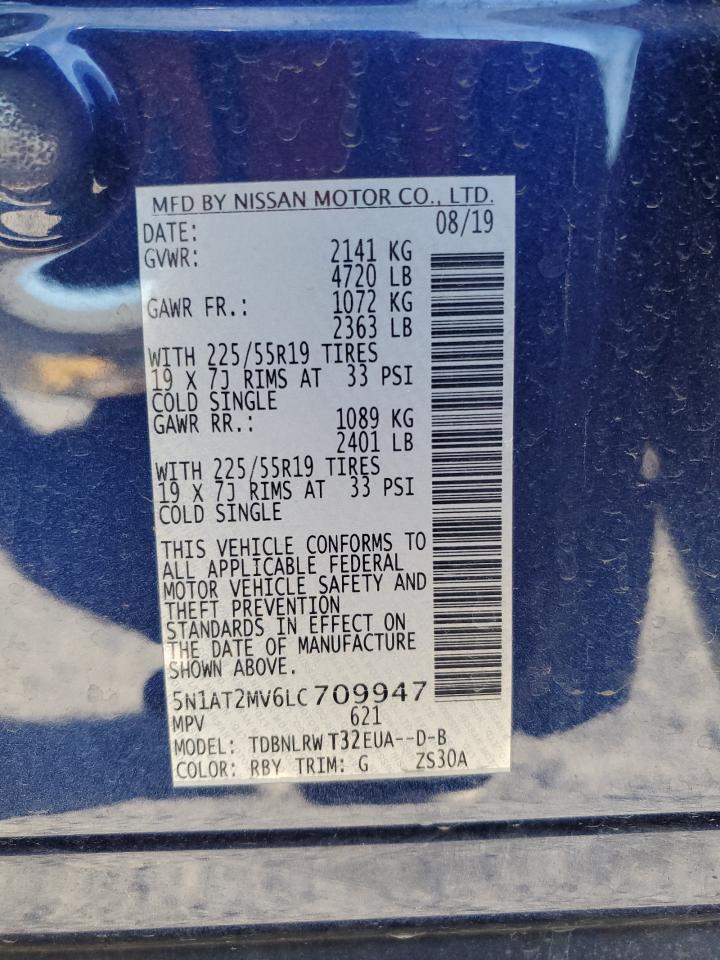 MFD BY NISSAN MOTOR CO., LTD.
DATE: 08/19
GVWR: 2141 KG
4720 LB
GAWR FR.: 1072 KG
2363 LB
WITH 225/55R19 TIRES
19 X 7J RIMS AT 33 PSI
COLD SINGLE
GAWR RR.: 1089 KG
2401 LB
WITH 225/55R19 TIRES
19 X 7J RIMS AT 33 PSI
COLD SINGLE
THIS VEHICLE CONFORMS TO
ALL APPLICABLE FEDERAL
MOTOR VEHICLE SAFETY AND
THEFT PREVENTION
STANDARDS IN EFFECT ON
THE DATE OF MANUFACTURE
SHOWN ABOVE.
5N1AT2MV6LC709947
MPV 621
MODEL: TDBNLRW T32EUA--D-B
COLOR: RBY TRIM: G ZS30A